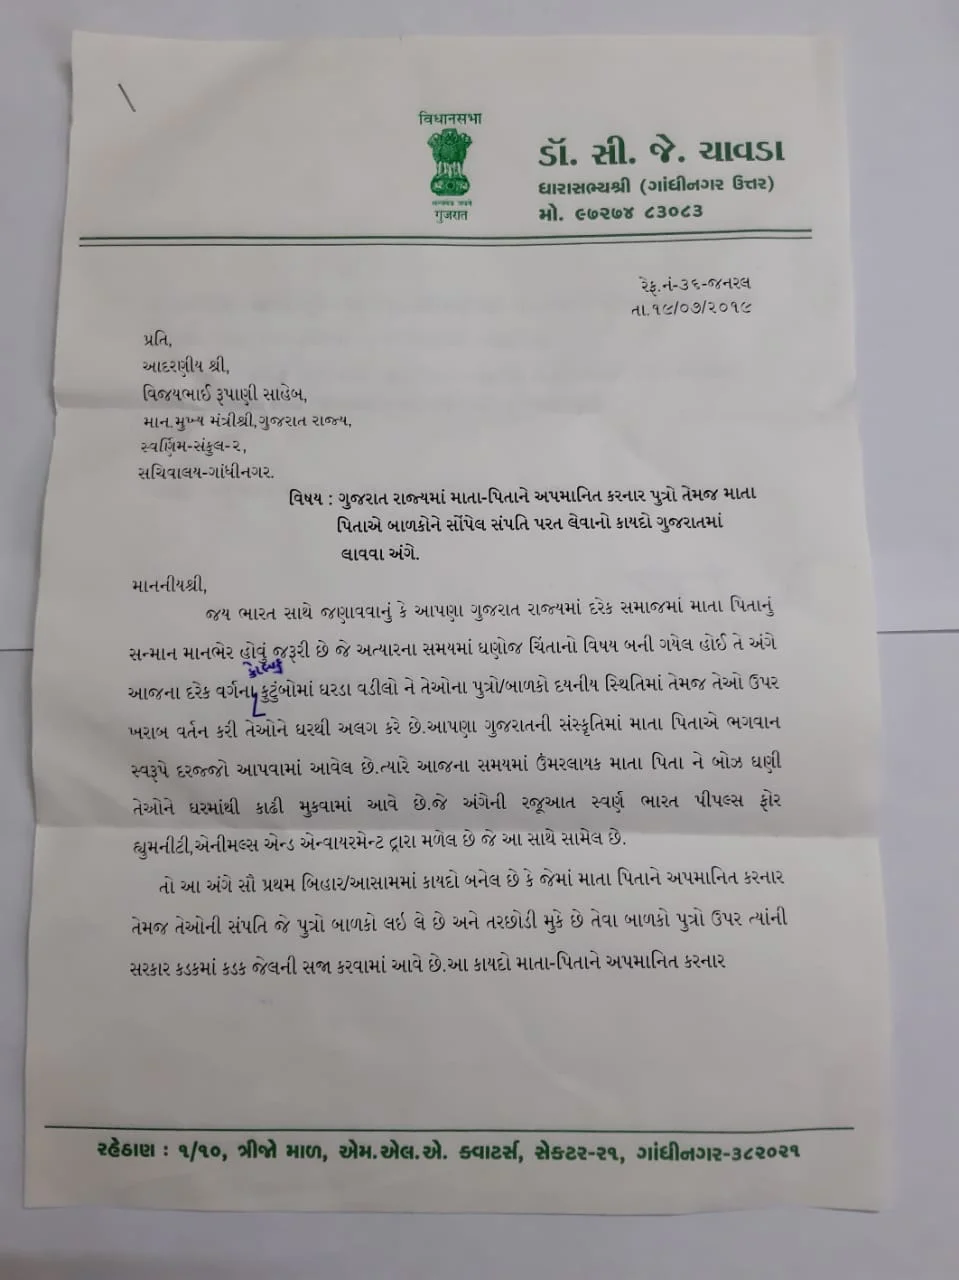 विधानसभा
गुजरात
ડૉ. સી. જે. ચાવડા
ધારાસભ્યશ્રી (ગાંધીનગર ઉત્તર)
મો. ૯૭૨૭૪ ૮૩૦૮૩
રેફ.નં-૩૬-જનરલ
તા.૧૯/૦૭/૨૦૧૯
પ્રતિ,
આદરણીય શ્રી,
વિજયભાઈ રૂપાણી સાહેબ,
માન.મુખ્ય મંત્રીશ્રી,ગુજરાત રાજ્ય,
સ્વર્ણિમ-સંકુલ-૨,
સચિવાલય-ગાંધીનગર.
વિષય : ગુજરાત રાજ્યમાં માતા-પિતાને અપમાનિત કરનાર પુત્રો તેમજ માતા
પિતાએ બાળકોને સોંપેલ સંપતિ પરત લેવાનો કાયદો ગુજરાતમાં
લાવવા અંગે.
માનનીયશ્રી,
જય ભારત સાથે જણાવવાનું કે આપણા ગુજરાત રાજ્યમાં દરેક સમાજમાં માતા પિતાનું
સન્માન માનભેર હોવું જરૂરી છે જે અત્યારના સમયમાં ઘણોજ ચિંતાનો વિષય બની ગયેલ હોઈ તે અંગે
આજના દરેક વર્ગના કુટુંબોમાં ઘરડા વડીલો ને તેઓના પુત્રો/બાળકો દયનીય સ્થિતિમાં તેમજ તેઓ ઉપર
ખરાબ વર્તન કરી તેઓને ઘરથી અલગ કરે છે.આપણા ગુજરાતની સંસ્કૃતિમાં માતા પિતાએ ભગવાન
સ્વરૂપે દરજ્જો આપવામાં આવેલ છે.ત્યારે આજના સમયમાં ઉંમરલાયક માતા પિતા ને બોઝ ઘણી
તેઓને ઘરમાંથી કાઢી મુકવામાં આવે છે.જે અંગેની રજૂઆત સ્વર્ણ ભારત પીપલ્સ ફોર
હ્યુમનીટી,એનીમલ્સ એન્ડ એન્વાયરમેન્ટ દ્વારા મળેલ છે જે આ સાથે સામેલ છે.
તો આ અંગે સૌ પ્રથમ બિહાર/આસામમાં કાયદો બનેલ છે કે જેમાં માતા પિતાને અપમાનિત કરનાર
તેમજ તેઓની સંપતિ જે પુત્રો બાળકો લઇ લે છે અને તરછોડી મુકે છે તેવા બાળકો પુત્રો ઉપર ત્યાંની
સરકાર કડકમાં કડક જેલની સજા કરવામાં આવે છે.આ કાયદો માતા-પિતાને અપમાનિત કરનાર
રહેઠાણ : ૧/૧૦, ત્રીજો માળ, એમ.એલ.એ. ક્વાટર્સ, સેક્ટર-૨૧, ગાંધીનગર-૩૮૨૦૨૧